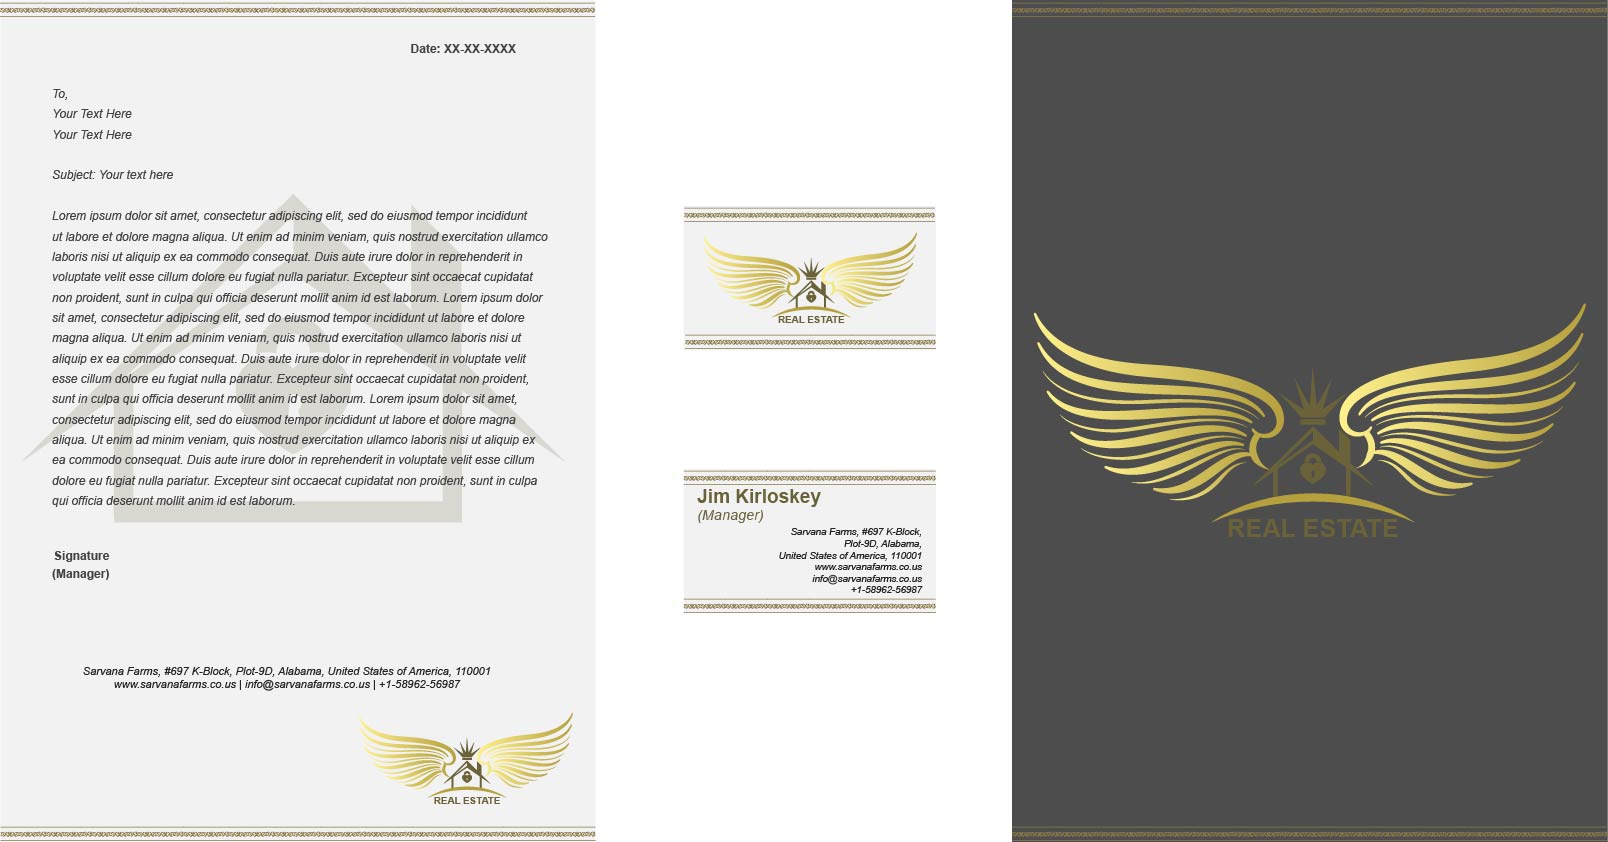 Date: XX-XX-XXXX
To,
Your Text Here
Your Text Here
Subject: Your text here
Lorem ipsum dolor sit amet, consectetur adipiscing elit, sed do eiusmod tempor incididunt
ut labore et dolore magna aliqua. Ut enim ad minim veniam, quis nostrud exercitation ullamco
laboris nisi ut aliquip ex ea commodo consequat. Duis aute irure dolor in reprehenderit in
voluptate velit esse cillum dolore eu fugiat nulla pariatur. Excepteur sint occaecat cupidatat
non proident, sunt in culpa qui officia deserunt mollit anim id est laborum. Lorem ipsum dolor
sit amet, consectetur adipiscing elit, sed do eiusmod tempor incididunt ut labore et dolore
magna aliqua. Ut enim ad minim veniam, quis nostrud exercitation ullamco laboris nisi ut
aliquip ex ea commodo consequat. Duis aute irure dolor in reprehenderit in voluptate velit
esse cillum dolore eu fugiat nulla pariatur. Excepteur sint occaecat cupidatat non proident,
sunt in culpa qui officia deserunt mollit anim id est laborum. Lorem ipsum dolor sit amet,
consectetur adipiscing elit, sed do eiusmod tempor incididunt ut labore et dolore magna
aliqua. Ut enim ad minim veniam, quis nostrud exercitation ullamco laboris nisi ut aliquip ex
ea commodo consequat. Duis aute irure dolor in reprehenderit in voluptate velit esse cillum
dolore eu fugiat nulla pariatur. Excepteur sint occaecat cupidatat non proident, sunt in culpa
qui officia deserunt mollit anim id est laborum.
Signature
(Manager)
Sarvana Farms, #697 K-Block, Plot-9D, Alabama, United States of America, 110001
www.sarvanafarms.co.us | info@sarvanafarms.co.us | +1-58962-56987
REAL ESTATE
REAL ESTATE
Jim Kirloskey
(Manager)
Sarvana Farms, #697 K-Block,
Plot-9D, Alabama,
United States of America, 110001
www.sarvanafarms.co.us
info@sarvanafarms.co.us
+1-58962-56987
REAL ESTATE